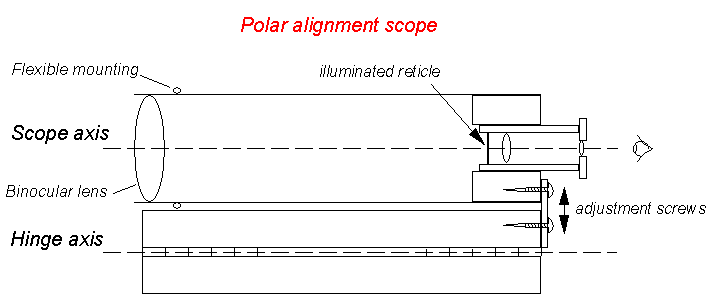 Polar alignment scope
Flexible mounting
illuminated reticle
Scope axis
Binocular lens
adjustment screws
Hinge axis